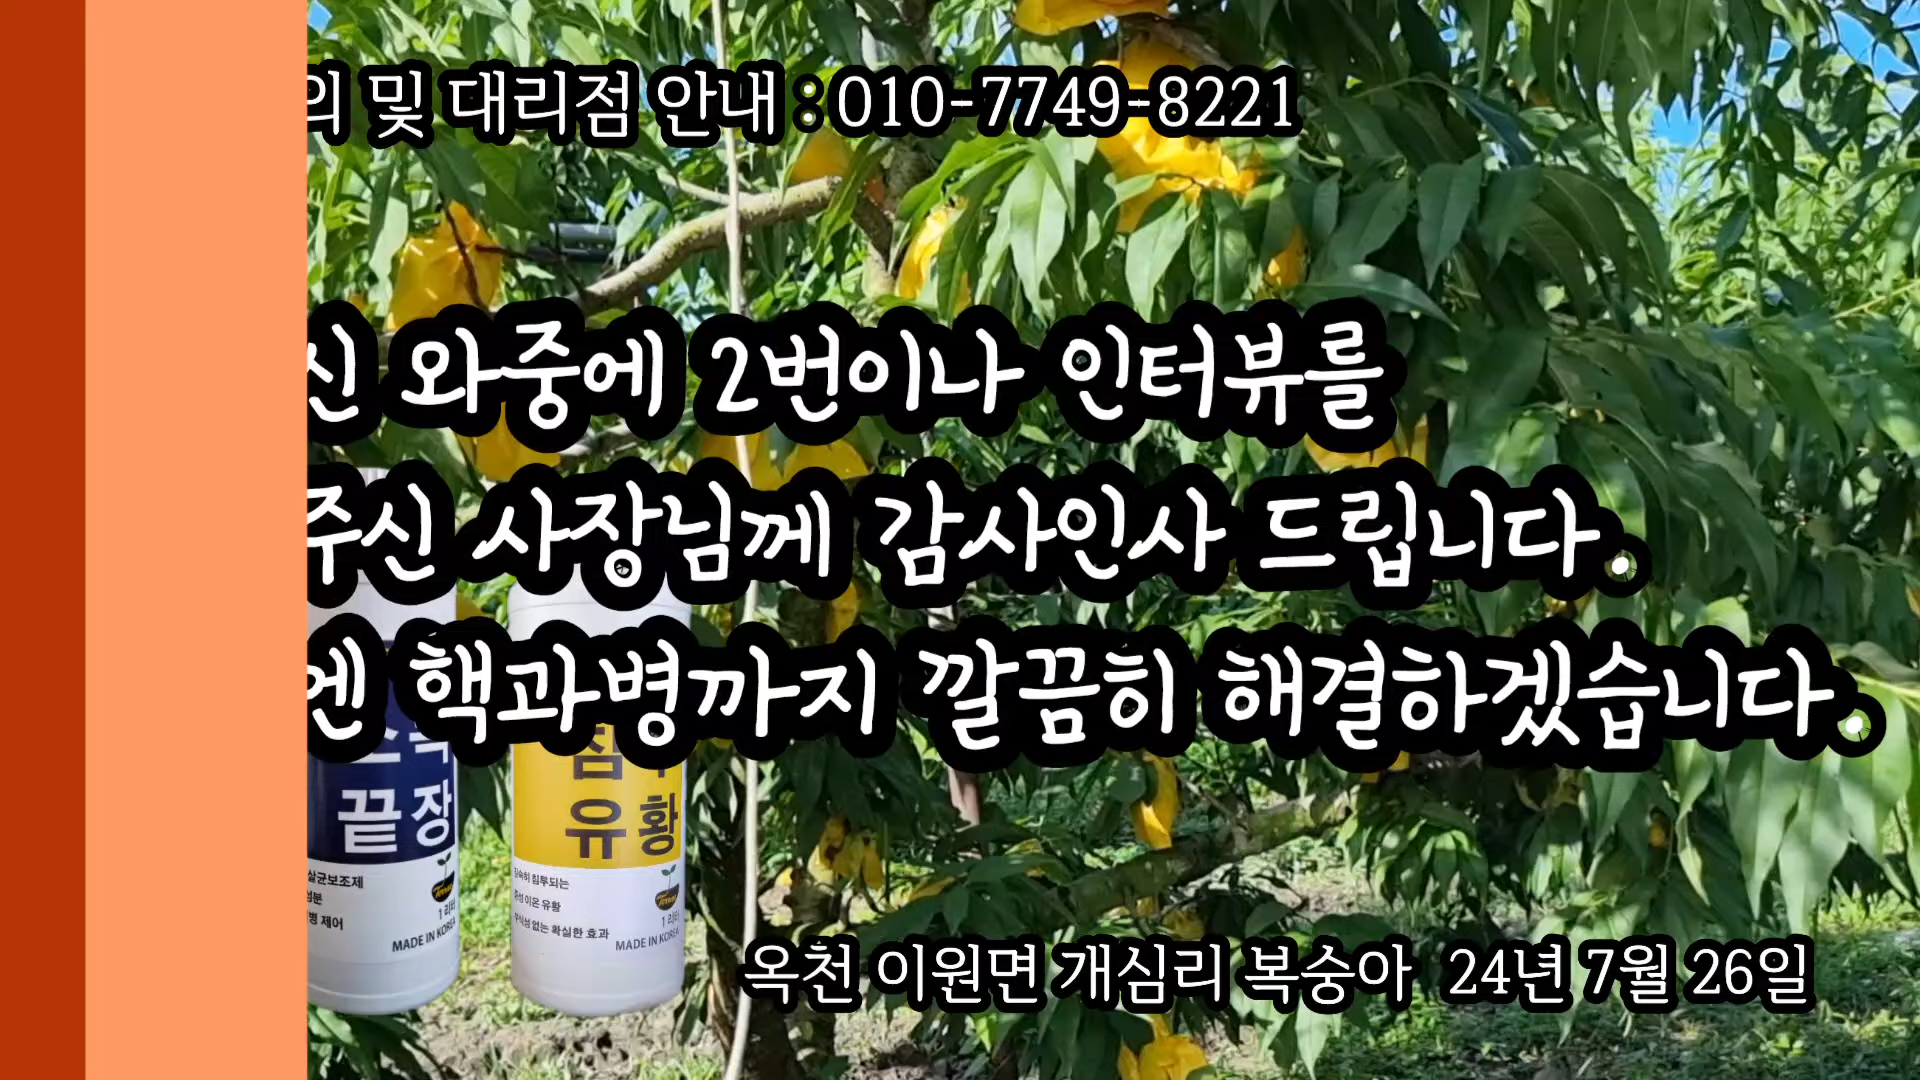 의 및 대리점 안내 : 010-7749-8221
신 와중에 2번이나 인터뷰를
주신 사장님께 감사인사 드립니다.
엔 핵과병까지 깔끔히 해결하겠습니다.
끝장
살균보조제
성분
병 제어
1 리터
MADE IN KOREA
유황
신속히 침투되는
이온 유황
없는 확실한 효과
1 리터
MADE IN KOREA
옥천 이원면 개심리 복숭아 24년 7월 26일